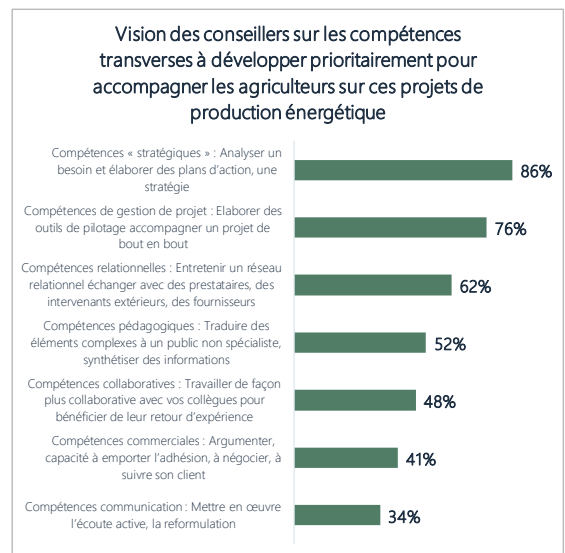 Vision des conseillers sur les compétences
transverses à développer prioritairement pour
accompagner les agriculteurs sur ces projets de
production énergétique
Compétences « stratégiques » : Analyser un
besoin et élaborer des plans d'action, une
stratégie
86%
Compétences de gestion de projet : Elaborer des
outils de pilotage accompagner un projet de
bout en bout
76%
Compétences relationnelles : Entretenir un réseau
relationnel échanger avec des prestataires, des
intervenants extérieurs, des fournisseurs
62%
Compétences pédagogiques : Traduire des
éléments complexes à un public non spécialiste,
synthétiser des informations
52%
Compétences collaboratives : Travailler de façon
plus collaborative avec vos collègues pour
bénéficier de leur retour d'expérience
48%
Compétences commerciales : Argumenter,
capacité à emporter l'adhésion, à négocier, à
suivre son client
41%
Compétences communication : Mettre en œuvre
l'écoute active, la reformulation
34%